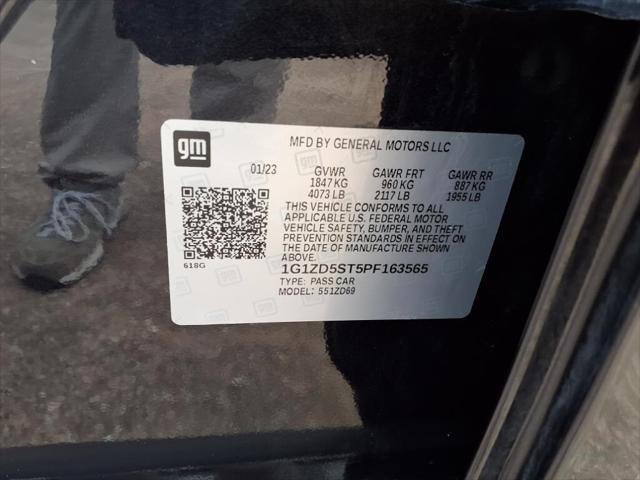 gm
MFD BY GENERAL MOTORS LLC
01/23 GVWR GAWR FRT GAWR RR
1847 KG 960 KG 887 KG
4073 LB 2117 LB 1955 LB
THIS VEHICLE CONFORMS TO ALL
APPLICABLE U.S. FEDERAL MOTOR
VEHICLE SAFETY, BUMPER, AND THEFT
PREVENTION STANDARDS IN EFFECT ON
THE DATE OF MANUFACTURE SHOWN
ABOVE.
618G
1G1ZD5ST5PF163565
TYPE: PASS CAR
MODEL: 551ZD69